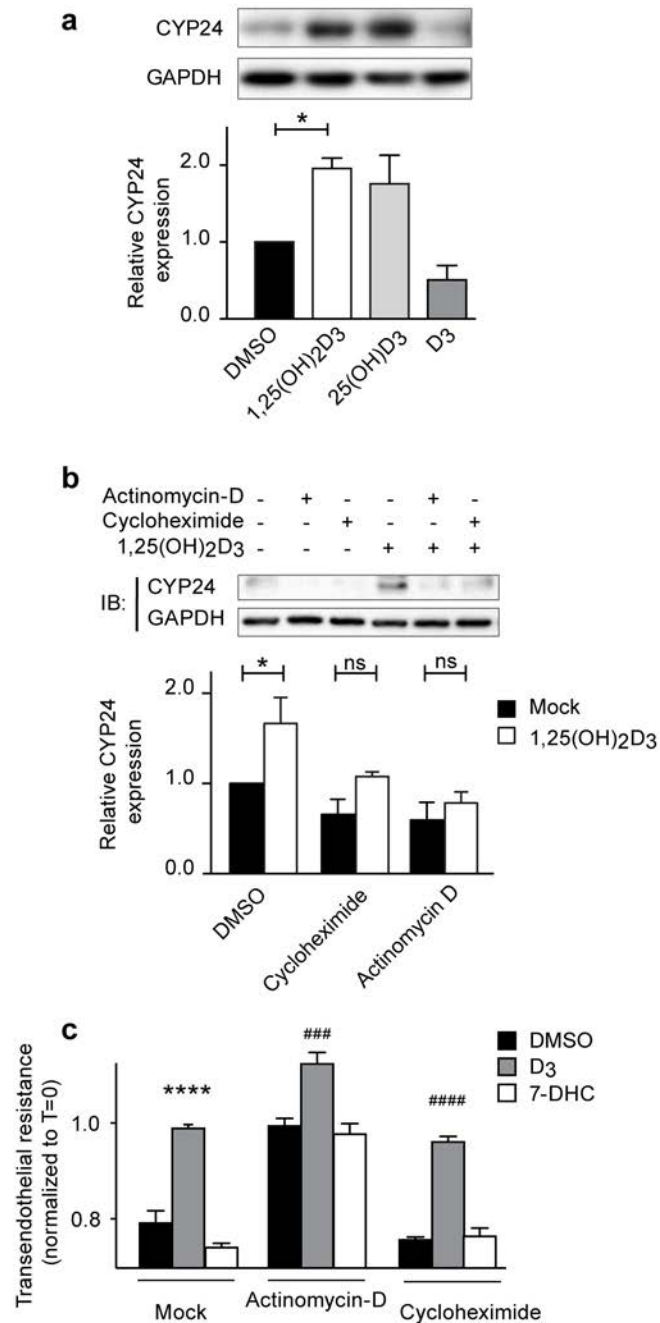 a
CYP24
GAPDH
*
Relative CYP24
expression
2.0
1.0
0.0
DMSO
1,25(OH)2D3
25(OH)D3
D3
b
Actinomycin-D - + - - + -
Cycloheximide - - + - - +
1,25(OH)2D3 - - - + + +
IB:
CYP24
GAPDH
* ns ns
Mock
1,25(OH)2D3
Relative CYP24
expression
2.0
1.0
0.0
DMSO
Cycloheximide
Actinomycin D
c
DMSO
D3
7-DHC
Transendothelial resistance
(normalized to T=0)
**** ### ####
1.0
0.8
Mock
Actinomycin-D
Cycloheximide